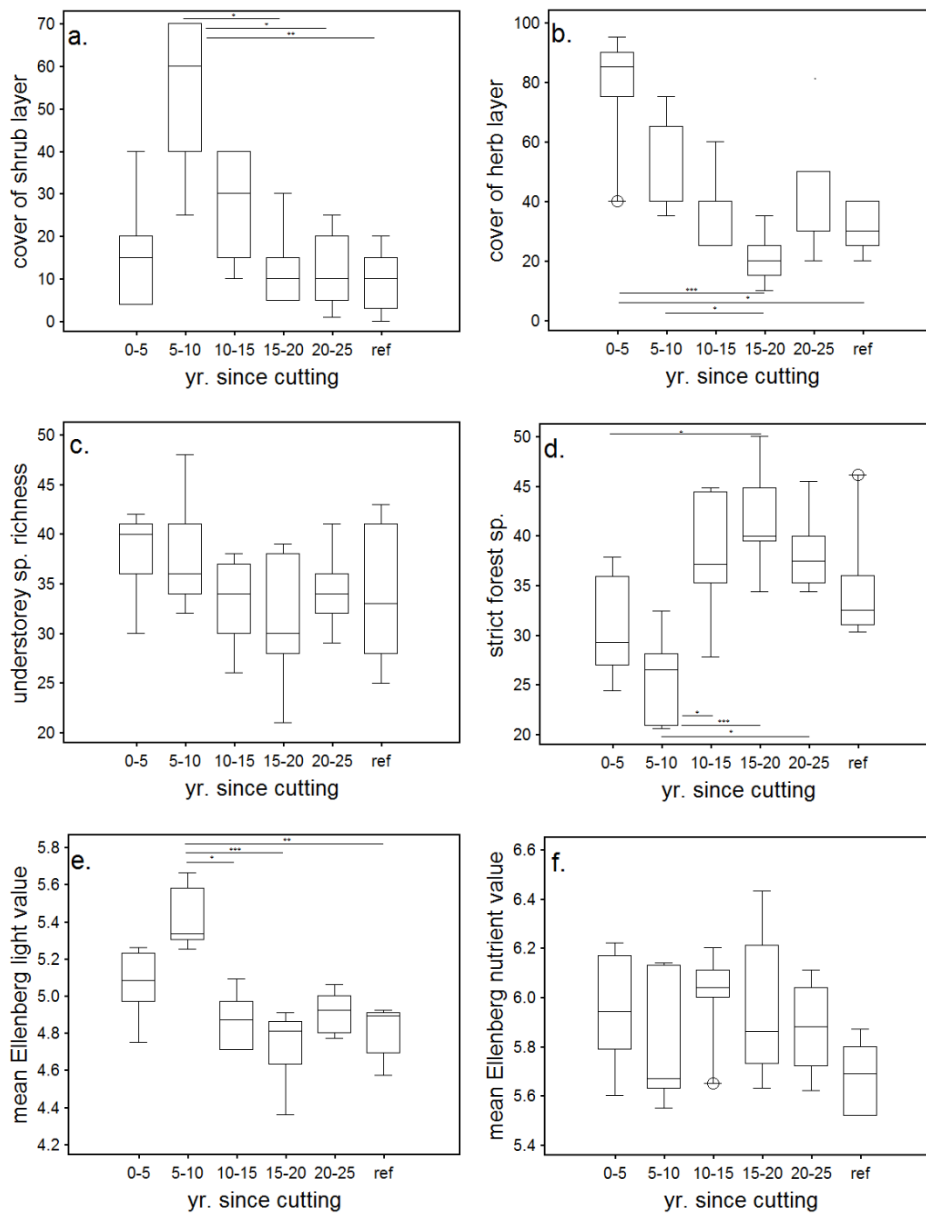 a.
cover of shrub layer
70
60
50
40
30
20
10
0
*
*
**
0-5 5-10 10-15 15-20 20-25 ref
yr. since cutting
b.
cover of herb layer
100
80
60
40
20
0
***
*
*
0-5 5-10 10-15 15-20 20-25 ref
yr. since cutting
c.
understorey sp. richness
50
45
40
35
30
25
20
0-5 5-10 10-15 15-20 20-25 ref
yr. since cutting
d.
strict forest sp.
50
45
40
35
30
25
20
*
*
***
*
0-5 5-10 10-15 15-20 20-25 ref
yr. since cutting
e.
mean Ellenberg light value
5.8
5.6
5.4
5.2
5.0
4.8
4.6
4.4
4.2
**
***
*
0-5 5-10 10-15 15-20 20-25 ref
yr. since cutting
f.
mean Ellenberg nutrient value
6.6
6.4
6.2
6.0
5.8
5.6
5.4
0-5 5-10 10-15 15-20 20-25 ref
yr. since cutting